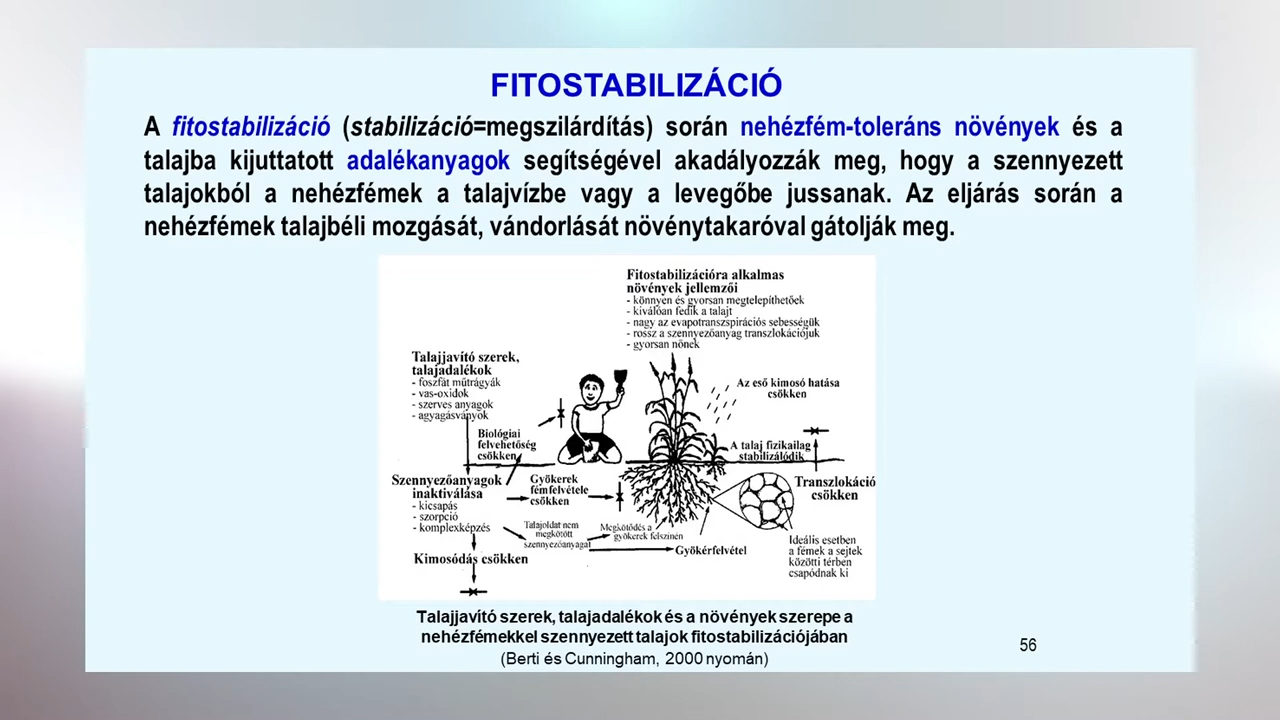 FITOSTABILIZÁCIÓ
A fitostabilizáció (stabilizáció=megszilárdítás) során nehézfém-toleráns növények és a
talajba kijuttatott adalékanyagok segítségével akadályozzák meg, hogy a szennyezett
talajokból a nehézfémek a talajvízbe vagy a levegőbe jussanak. Az eljárás során a
nehézfémek talajbéli mozgását, vándorlását növénytakaróval gátolják meg.
Fitostabilizációra alkalmas
növények jellemzői
- könnyen és gyorsan megtelepíthetőek
- kiválóan fedik a talajt
- nagy az evapotranszspirációs sebességük
- rossz a szennyezőanyag transzlokációjuk
- gyorsan nőnek
Talajjavító szerek,
talajadalékok
- foszfát műtrágyák
- vas-oxidok
- szerves anyagok
- agyagásványok
Az eső kimosó hatása
csökken
Biológiai
felvehetőség
csökken
A talaj fizikailag
stabilizálódik
Szennyezőanyagok
inaktiválása
- kicsapás
- szorpció
- komplexképzés
Gyökerek
fémfelvétele
csökken
Transzlokáció
csökken
Talajoldat nem
megkötött
szennyezőanyagai
Megkötődés a
gyökerek felszínen
Gyökérfelvétel
Ideális esetben
a fémek a sejtek
közötti térben
csapódnak ki
Kimosódás csökken
Talajjavító szerek, talajadalékok és a növények szerepe a
nehézfémekkel szennyezett talajok fitostabilizációjában
(Berti és Cunningham, 2000 nyomán)
56